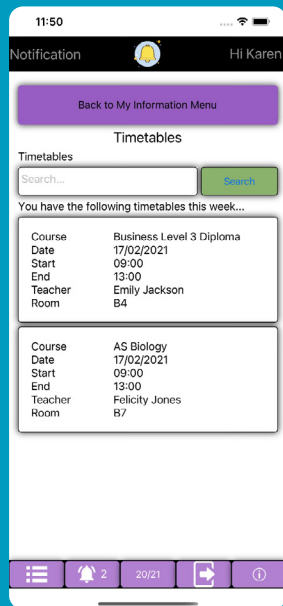 11:50
Notification Hi Karen
Back to My Information Menu
Timetables
Timetables
Search... Search
You have the following timetables this week...
Course Business Level 3 Diploma
Date 17/02/2021
Start 09:00
End 13:00
Teacher Emily Jackson
Room B4
Course AS Biology
Date 17/02/2021
Start 09:00
End 13:00
Teacher Felicity Jones
Room B7
2 20/21